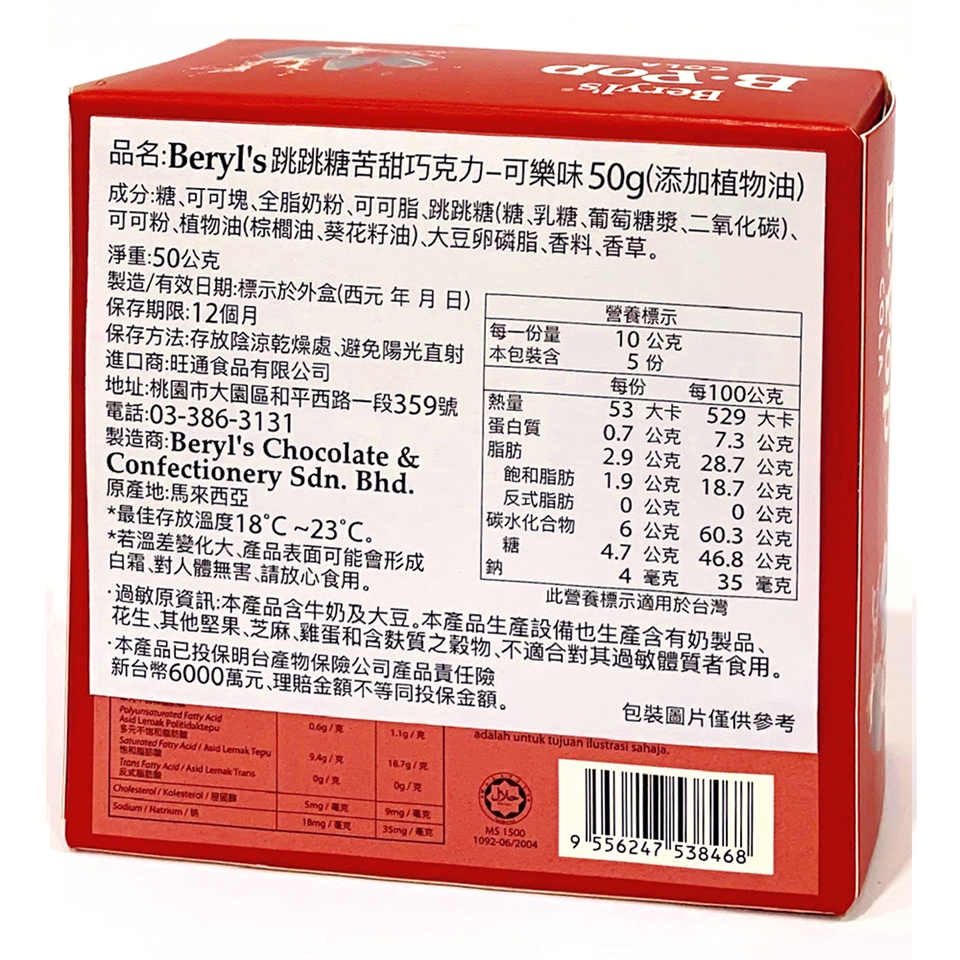 Beryl's®
B·Pop
COLA
品名:Beryl's跳跳糖苦甜巧克力–可樂味50g(添加植物油)
成分:糖、可可塊、全脂奶粉、可可脂、跳跳糖(糖、乳糖、葡萄糖漿、二氧化碳)、
可可粉、植物油(棕櫚油、葵花籽油)、大豆卵磷脂、香料、香草。
淨重:50公克
製造/有效日期:標示於外盒(西元 年 月 日)
保存期限:12個月
保存方法:存放陰涼乾燥處、避免陽光直射
進口商:旺通食品有限公司
地址:桃園市大園區和平西路一段359號
電話:03-386-3131
製造商:Beryl's Chocolate &
Confectionery Sdn. Bhd.
原產地:馬來西亞
*最佳存放溫度18˚C ~23˚C。
*若溫差變化大、產品表面可能會形成
白霜、對人體無害、請放心食用。
營養標示
每一份量 10 公克
本包裝含 5 份
每份 每100公克
熱量 53 大卡 529 大卡
蛋白質 0.7 公克 7.3 公克
脂肪 2.9 公克 28.7 公克
飽和脂肪 1.9 公克 18.7 公克
反式脂肪 0 公克 0 公克
碳水化合物 6 公克 60.3 公克
糖 4.7 公克 46.8 公克
鈉 4 毫克 35 毫克
此營養標示適用於台灣
·過敏原資訊:本產品含牛奶及大豆。本產品生產設備也生產含有奶製品、
花生、其他堅果、芝麻、雞蛋和含麩質之穀物、不適合對其過敏體質者食用。
·本產品已投保明台產物保險公司產品責任險
新台幣6000萬元、理賠金額不等同投保金額。
包裝圖片僅供參考
Polyunsaturated Fatty Acid
Asid Lemak Politidaktepu
多元不饱和脂肪酸 0.6g / 克 1.1g / 克
Saturated Fatty Acid / Asid Lemak Tepu
饱和脂肪酸 9.4g / 克 18.7g / 克
Trans Fatty Acid / Asid Lemak Trans
反式脂肪酸 0g / 克 0g / 克
Cholesterol / Kolesterol / 胆固醇 5mg / 毫克 9mg / 毫克
Sodium / Natrium / 钠 18mg / 毫克 35mg / 毫克
adalah untuk tujuan ilustrasi sahaja.
MS 1500
1092-06/2004
9 556247 538468